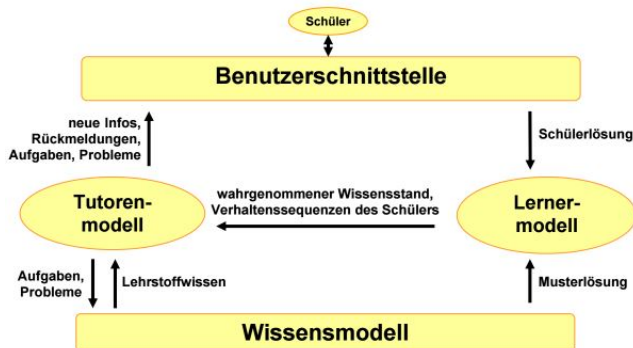 Schüler
Benutzerschnittstelle
neue Infos,
Rückmeldungen,
Aufgaben, Probleme
Schülerlösung
Tutoren-
modell
wahrgenommener Wissensstand,
Verhaltenssequenzen des Schülers
Lerner-
modell
Aufgaben,
Probleme
Lehrstoffwissen
Musterlösung
Wissensmodell